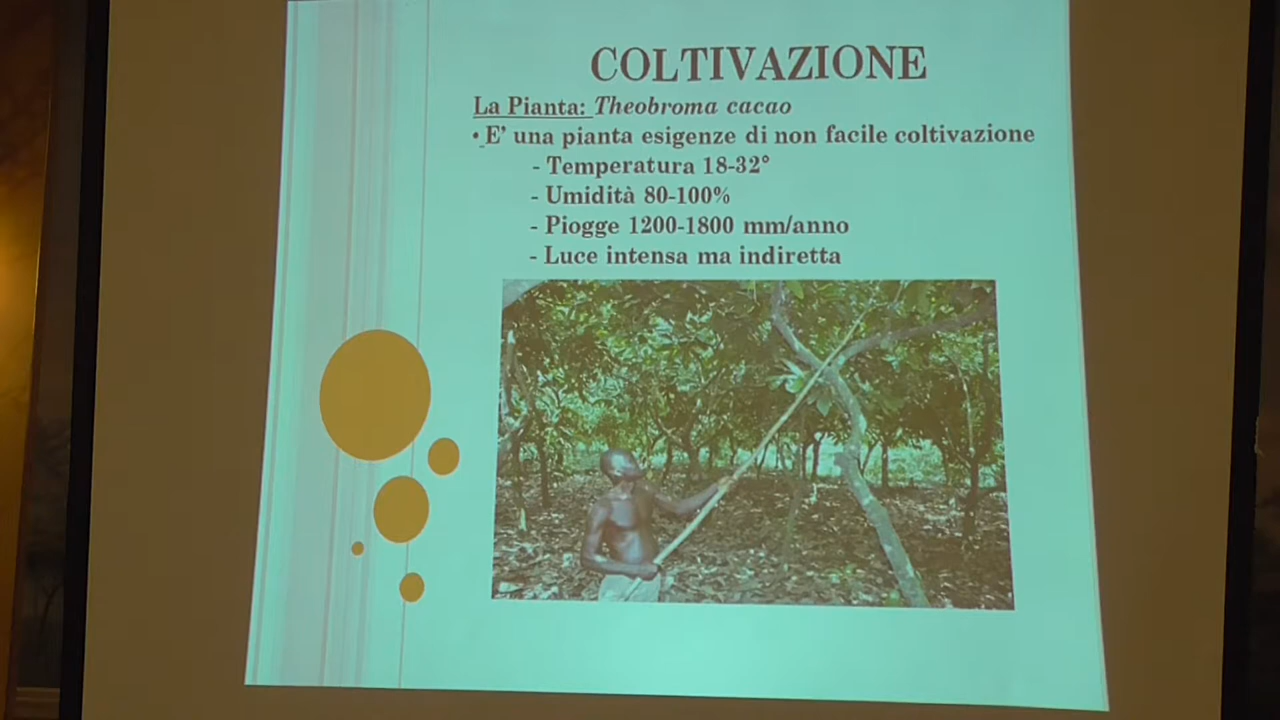 COLTIVAZIONE
La Pianta: Theobroma cacao
• E' una pianta esigenze di non facile coltivazione
- Temperatura 18-32°
- Umidità 80-100%
- Piogge 1200-1800 mm/anno
- Luce intensa ma indiretta